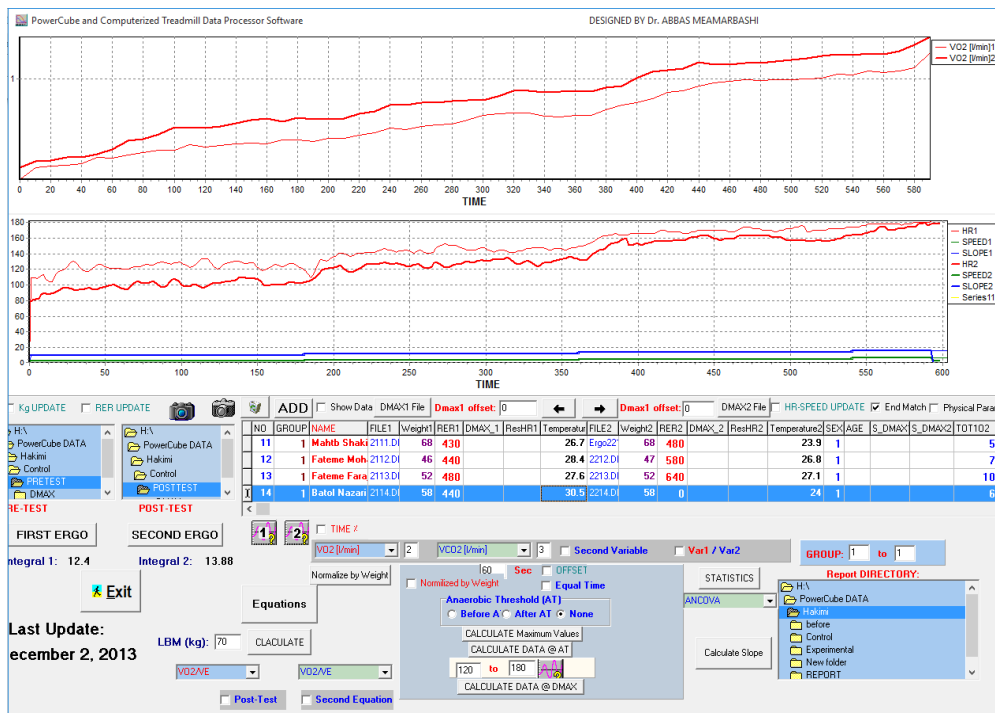 PowerCube and Computerized Treadmill Data Processor Software DESIGNED BY Dr. ABBAS MEAMARBASHI
VO2 [l/min]1
VO2 [l/min]2
1
0 20 40 60 80 100 120 140 160 180 200 220 240 260 280 300 320 340 360 380 400 420 440 460 480 500 520 540 560 580
TIME
180
160
140
120
100
80
60
40
20
0
HR1
SPEED1
SLOPE1
HR2
SPEED2
SLOPE2
Series11
0 50 100 150 200 250 300 350 400 450 500 550 600
TIME
Kg UPDATE RER UPDATE ADD Show Data DMAX1 File Dmax1 offset: 0 Dmax1 offset: 0 DMAX2 File HR-SPEED UPDATE End Match Physical Para
NO GROUP NAME FILE1 Weight1 RER1 DMAX_1 ResHR1 Temperatur FILE2 Weight2 RER2 DMAX_2 ResHR2 Temperature2 SEX AGE S_DMAX S_DMAX2 TOT1O2
11 1 Mahtb Shaki 2111.DI 68 430 26.7 Ergo22' 68 480 23.9 1 5
12 1 Fateme Moh 2112.DI 46 440 28.4 2212.DI 47 580 26.8 1 7
13 1 Fateme Fara 2113.DI 52 480 27.6 2213.DI 52 640 27.1 1 10
14 1 Batol Nazari 2114.DI 58 440 30.5 2214.DI 58 0 24 1 6
H:\
PowerCube DATA
Hakimi
Control
PRETEST
DMAX
H:\
PowerCube DATA
Hakimi
Control
POSTTEST
RE-TEST POST-TEST
FIRST ERGO SECOND ERGO
ntegral 1: 12.4 Integral 2: 13.88
Exit
Last Update:
ecember 2, 2013
1 2 TIME %
VO2 [l/min] 2 VCO2 [l/min] 3 Second Variable Var1 / Var2
GROUP: 1 to 1
Normalize by Weight
60 Sec OFFSET
Normilized by Weight Equal Time
Anaerobic Threshold (AT)
Before A After AT None
CALCULATE Maximum Values
CALCULATE DATA @ AT
120 to 180
CALCULATE DATA @ DMAX
Equations
LBM (kg): 70 CLACULATE
VO2/VE VO2/VE
Post-Test Second Equation
STATISTICS
ANCOVA
Calculate Slope
Report DIRECTORY:
H:\
PowerCube DATA
Hakimi
before
Control
Experimental
New folder
REPORT